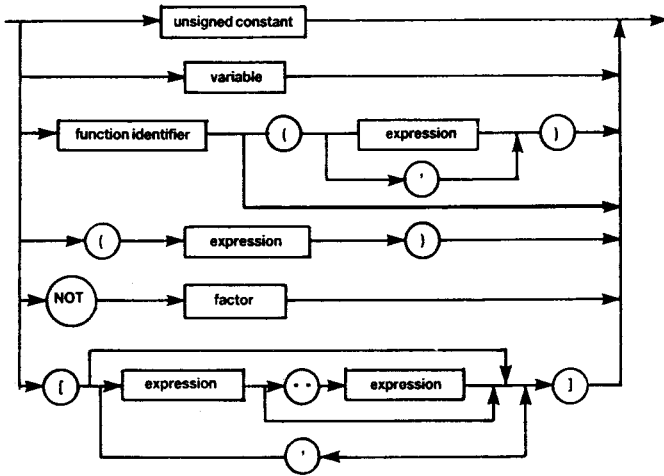 unsigned constant
variable
function identifier ( expression )
,
( expression )
NOT factor
[ expression .. expression ]
,